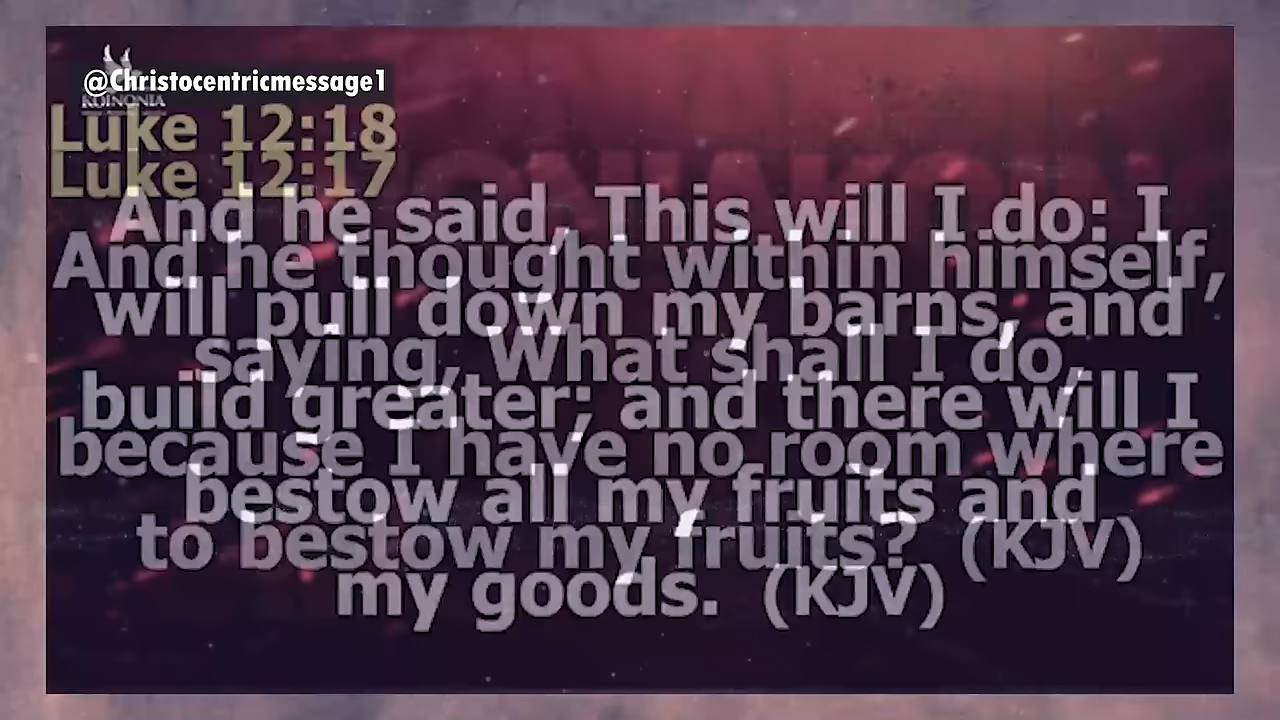 @Christocentricmessage1
KOINONIA
Luke 12:18
Luke 12:17
And he said, This will I do: I
And he thought within himself,
will pull down my barns, and
saying, What shall I do,
build greater; and there will I
because I have no room where
bestow all my fruits and
to bestow my fruits? (KJV)
my goods. (KJV)